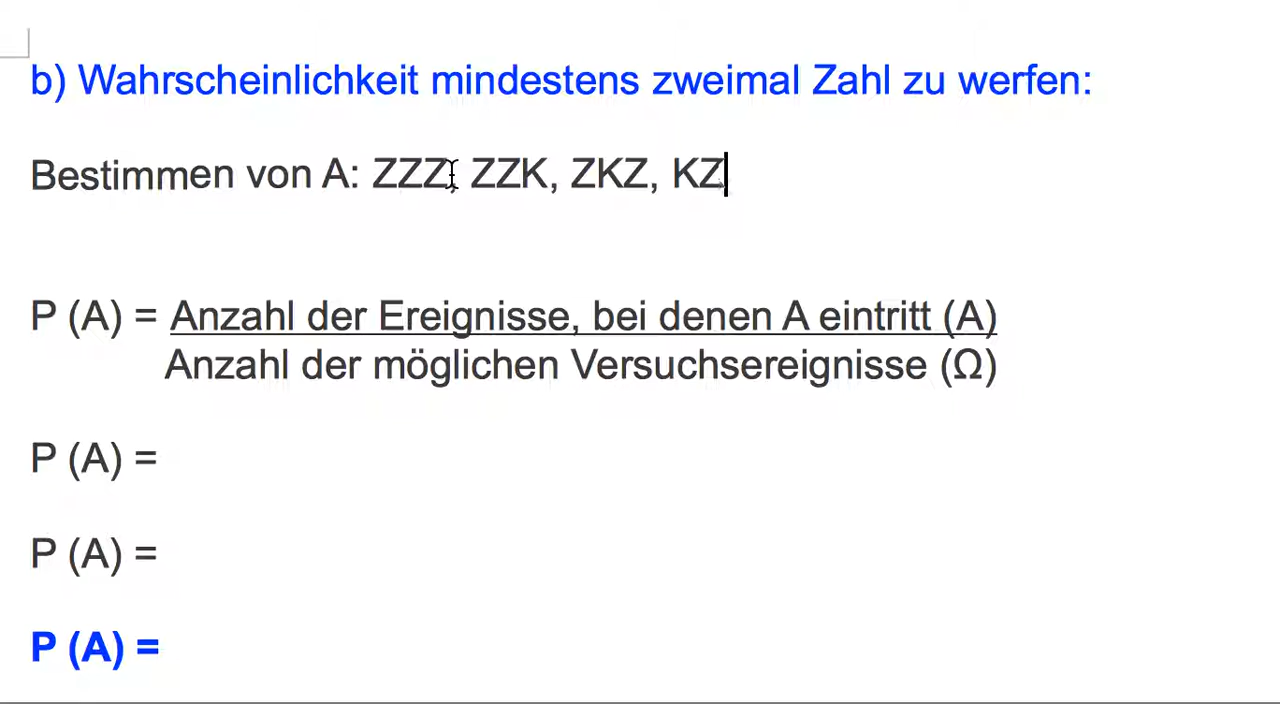 b) Wahrscheinlichkeit mindestens zweimal Zahl zu werfen:
Bestimmen von A: ZZZ, ZZK, ZKZ, KZ
P (A) = Anzahl der Ereignisse, bei denen A eintritt (A)
Anzahl der möglichen Versuchsereignisse (Ω)
P (A) =
P (A) =
P (A) =